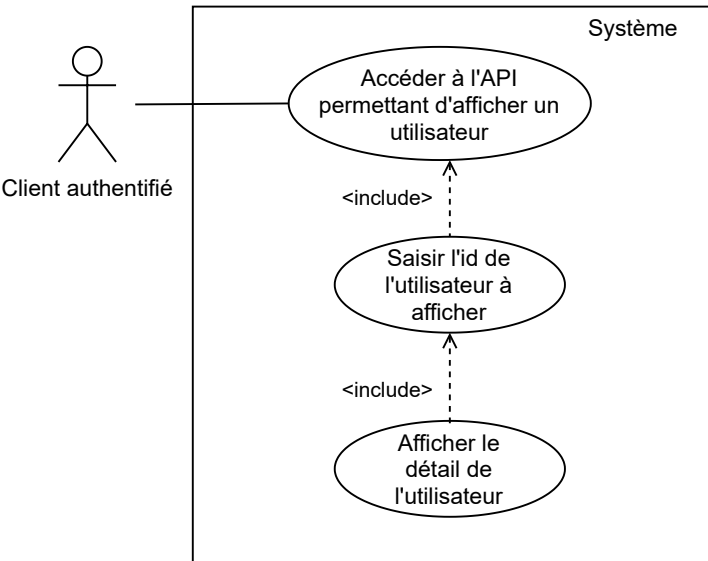 Système
Accéder à l'API
permettant d'afficher un
utilisateur
Client authentifié
<include>
Saisir l'id de
l'utilisateur à
afficher
<include>
Afficher le
détail de
l'utilisateur